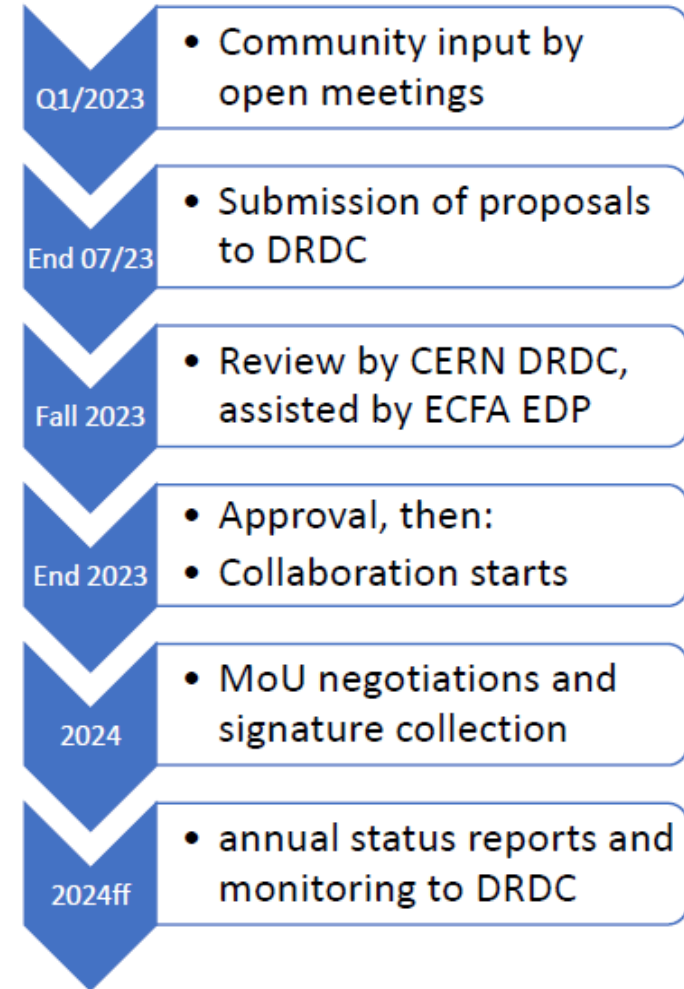 Q1/2023
• Community input by
open meetings
End 07/23
• Submission of proposals
to DRDC
Fall 2023
• Review by CERN DRDC,
assisted by ECFA EDP
End 2023
• Approval, then:
• Collaboration starts
2024
• MoU negotiations and
signature collection
2024ff
• annual status reports and
monitoring to DRDC